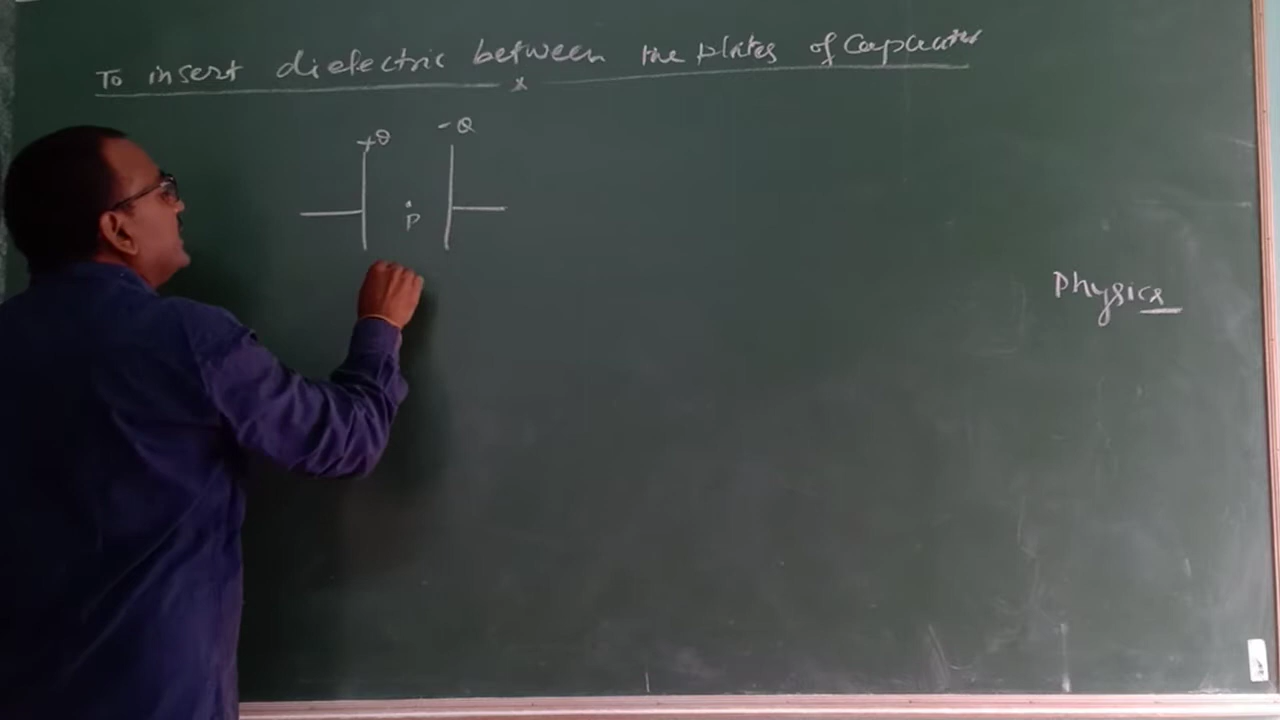 To insert dielectric between the plates of Capacitor
x
+Q -Q
P
Physics